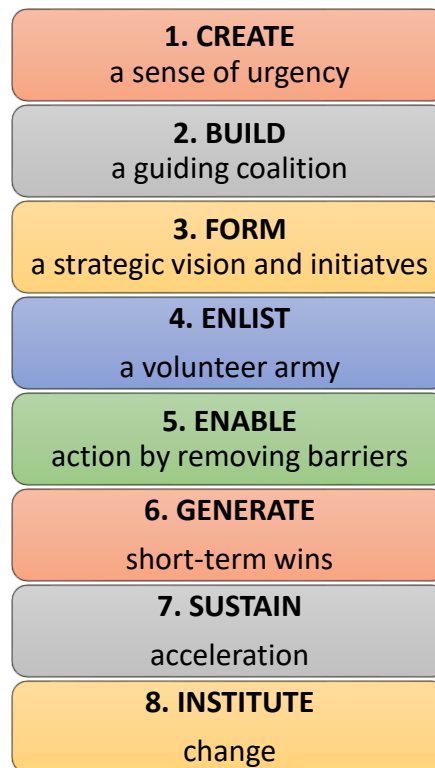 1. CREATE
a sense of urgency
2. BUILD
a guiding coalition
3. FORM
a strategic vision and initiatves
4. ENLIST
a volunteer army
5. ENABLE
action by removing barriers
6. GENERATE
short-term wins
7. SUSTAIN
acceleration
8. INSTITUTE
change